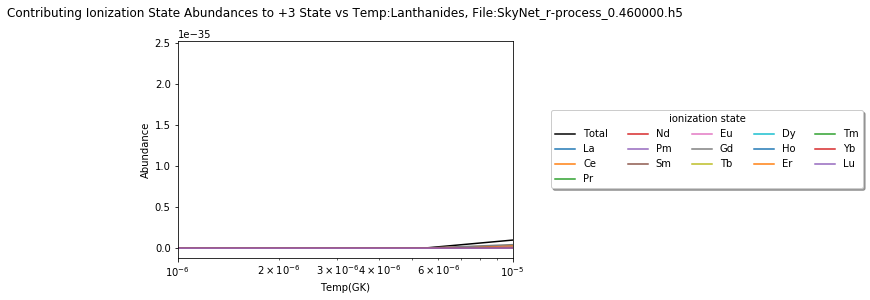 Contributing Ionization State Abundances to +3 State vs Temp:Lanthanides, File:SkyNet_r-process_0.460000.h5
1e−35
2.5
2.0
1.5
1.0
0.5
0.0
Abundance
10⁻⁶
2 × 10⁻⁶
3 × 10⁻⁶
4 × 10⁻⁶
6 × 10⁻⁶
10⁻⁵
Temp(GK)
ionization state
Total
La
Ce
Pr
Nd
Pm
Sm
Eu
Gd
Tb
Dy
Ho
Er
Tm
Yb
Lu